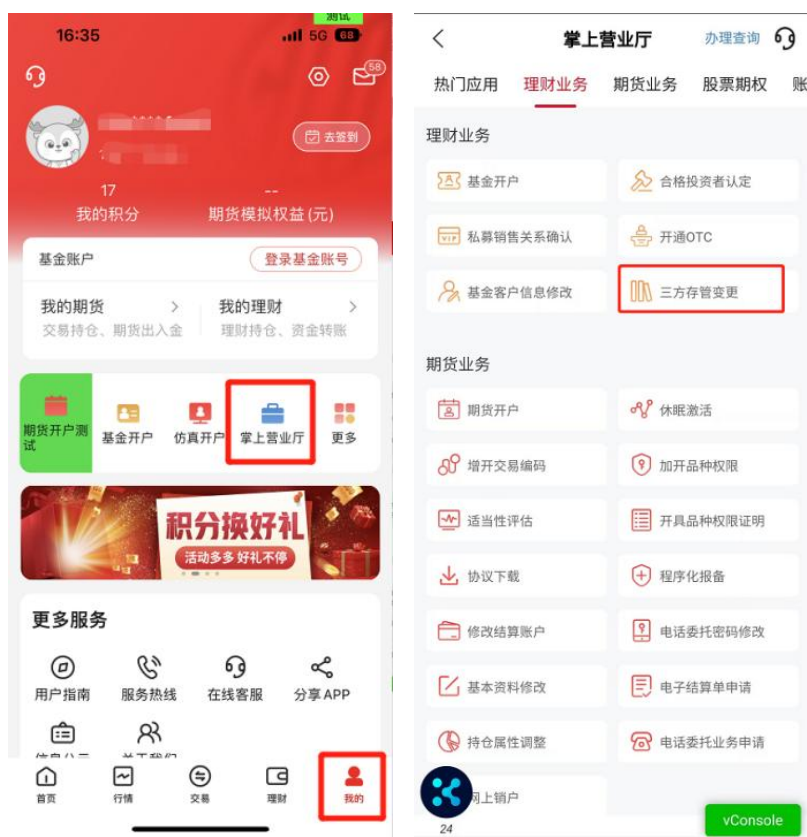 测试
16:35
5G 68
58
去签到
17
--
我的积分
期货模拟权益(元)
基金账户
登录基金账号
我的期货
我的理财
交易持仓、期货出入金
理财持仓、资金转账
期货开户测
试
基金开户
仿真开户
掌上营业厅
更多
积分换好礼
活动多多 好礼不停
更多服务
用户指南
服务热线
在线客服
分享APP
首页
行情
交易
理财
我的
掌上营业厅
办理查询
热门应用
理财业务
期货业务
股票期权
账
理财业务
基金开户
合格投资者认定
VIP
私募销售关系确认
开通OTC
基金客户信息修改
三方存管变更
期货业务
期货开户
休眠激活
增开交易编码
加开品种权限
适当性评估
开具品种权限证明
协议下载
程序化报备
修改结算账户
电话委托密码修改
基本资料修改
电子结算单申请
持仓属性调整
电话委托业务申请
网上销户
24
vConsole